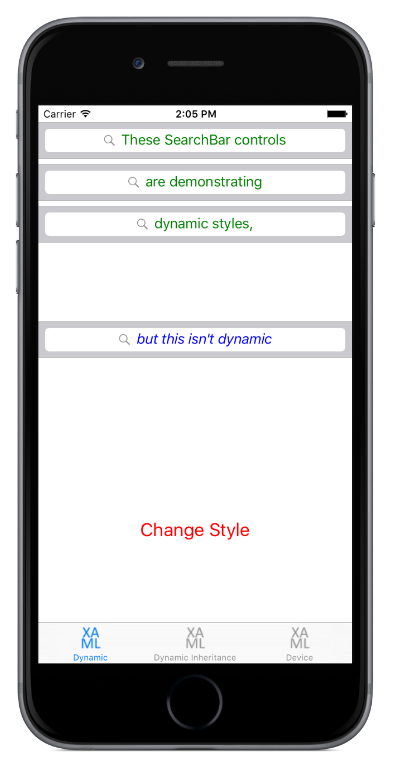 Carrier 2:05 PM
These SearchBar controls
are demonstrating
dynamic styles,
but this isn't dynamic
Change Style
XA XA XA
ML ML ML
Dynamic Dynamic Inheritance Device